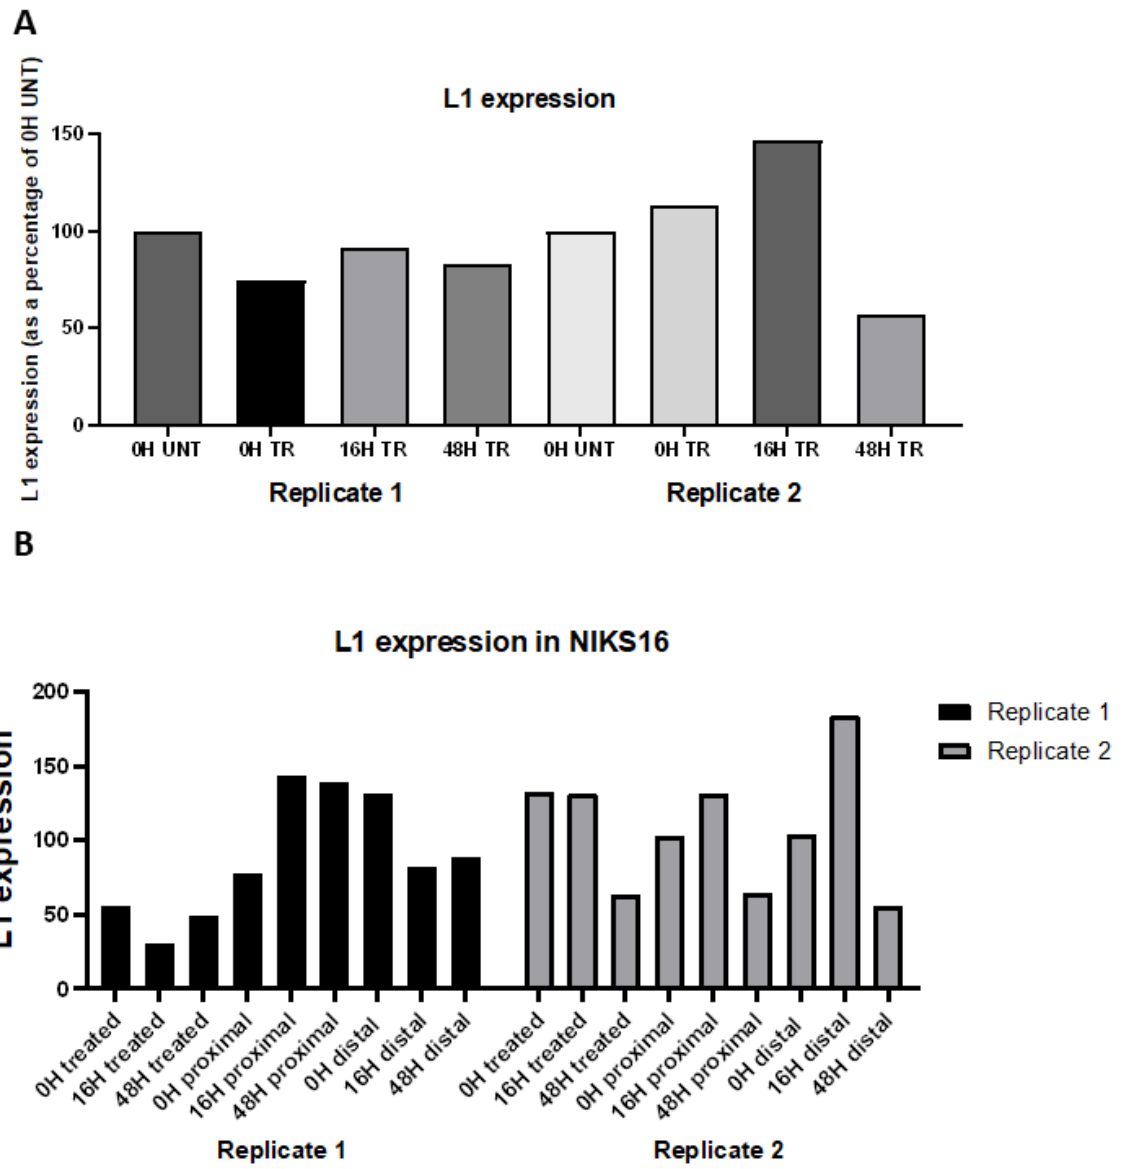 A
L1 expression
L1 expression (as a percentage of 0H UNT)
150
100
50
0
0H UNT
0H TR
16H TR
48H TR
0H UNT
0H TR
16H TR
48H TR
Replicate 1
Replicate 2
B
L1 expression in NIKS16
L1 expression
200
150
100
50
0
Replicate 1
Replicate 2
0H treated
16H treated
48H treated
0H proximal
16H proximal
48H proximal
0H distal
16H distal
48H distal
0H treated
16H treated
48H treated
0H proximal
16H proximal
48H proximal
0H distal
16H distal
48H distal
Replicate 1
Replicate 2